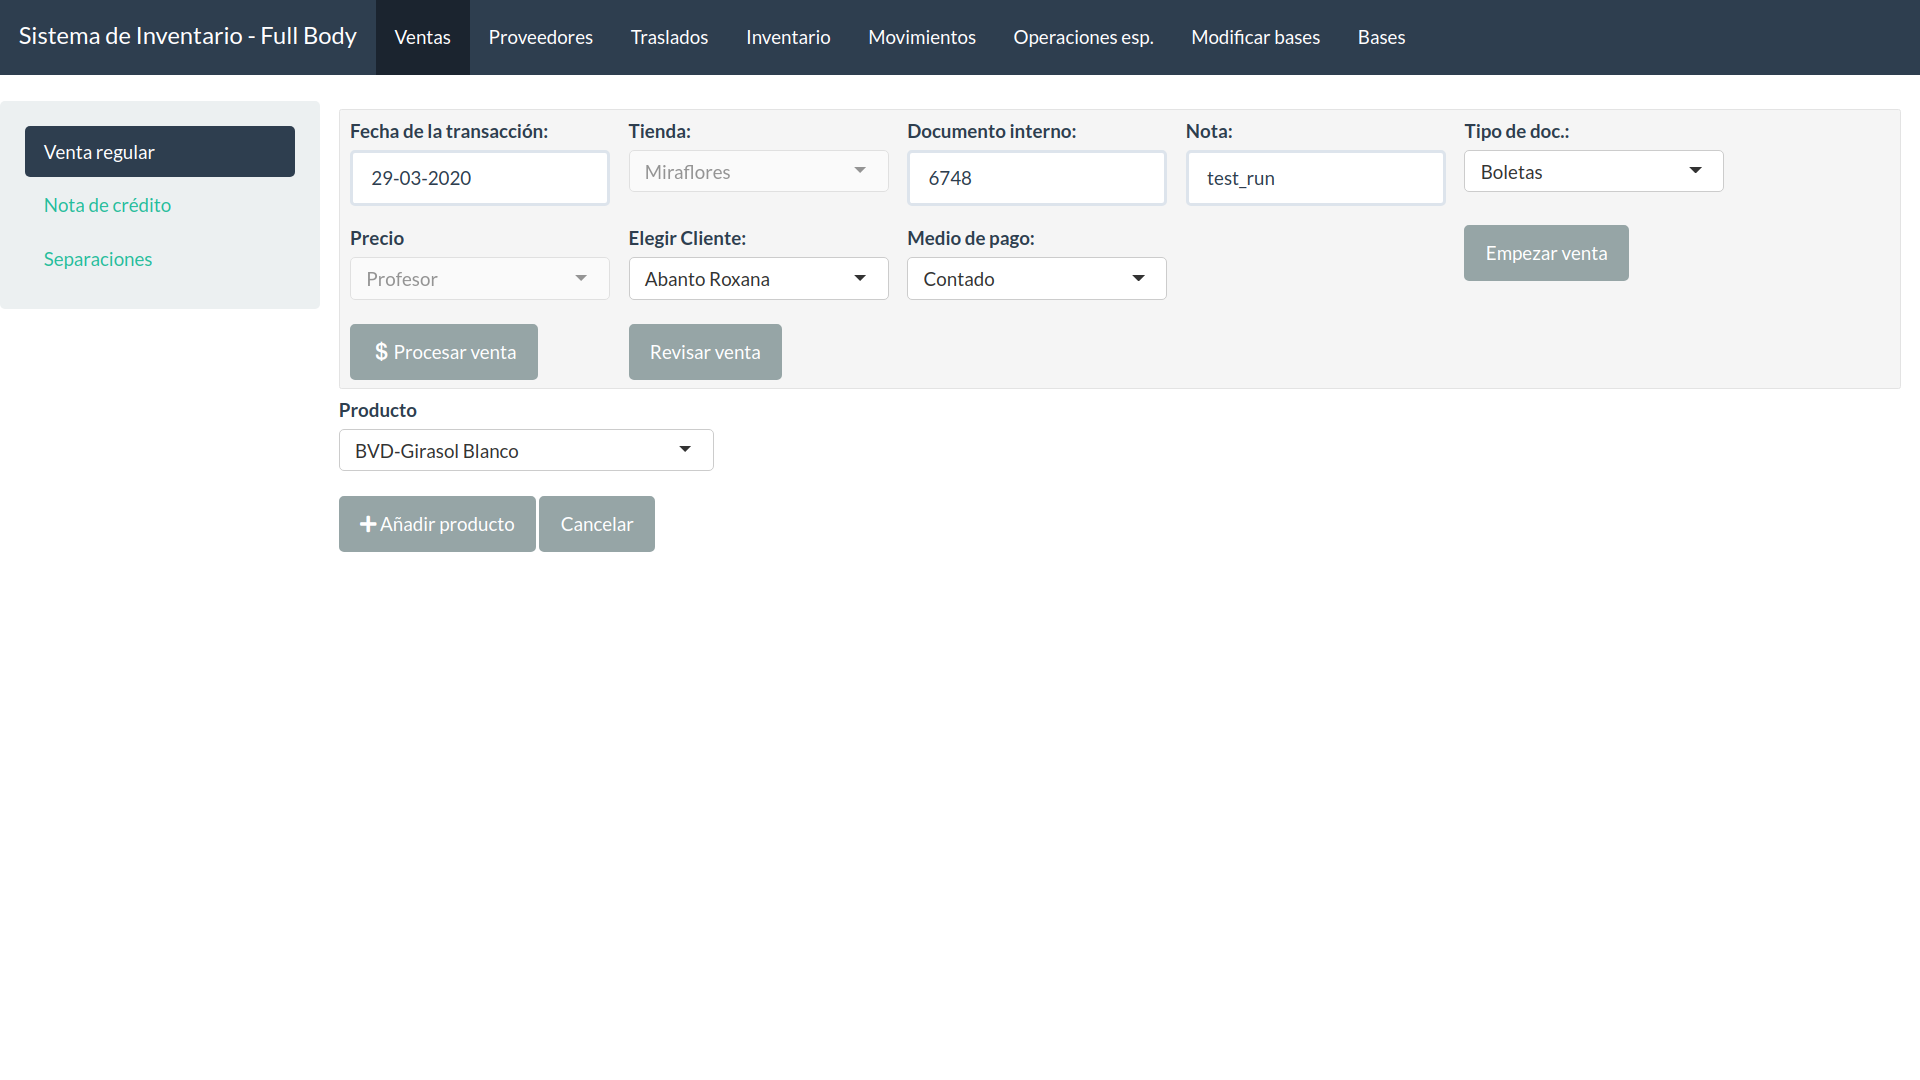 Sistema de Inventario - Full Body
Ventas
Proveedores
Traslados
Inventario
Movimientos
Operaciones esp.
Modificar bases
Bases
Venta regular
Nota de crédito
Separaciones
Fecha de la transacción:
29-03-2020
Tienda:
Miraflores
Documento interno:
6748
Nota:
test_run
Tipo de doc.:
Boletas
Precio
Profesor
Elegir Cliente:
Abanto Roxana
Medio de pago:
Contado
Empezar venta
$ Procesar venta
Revisar venta
Producto
BVD-Girasol Blanco
Añadir producto
Cancelar